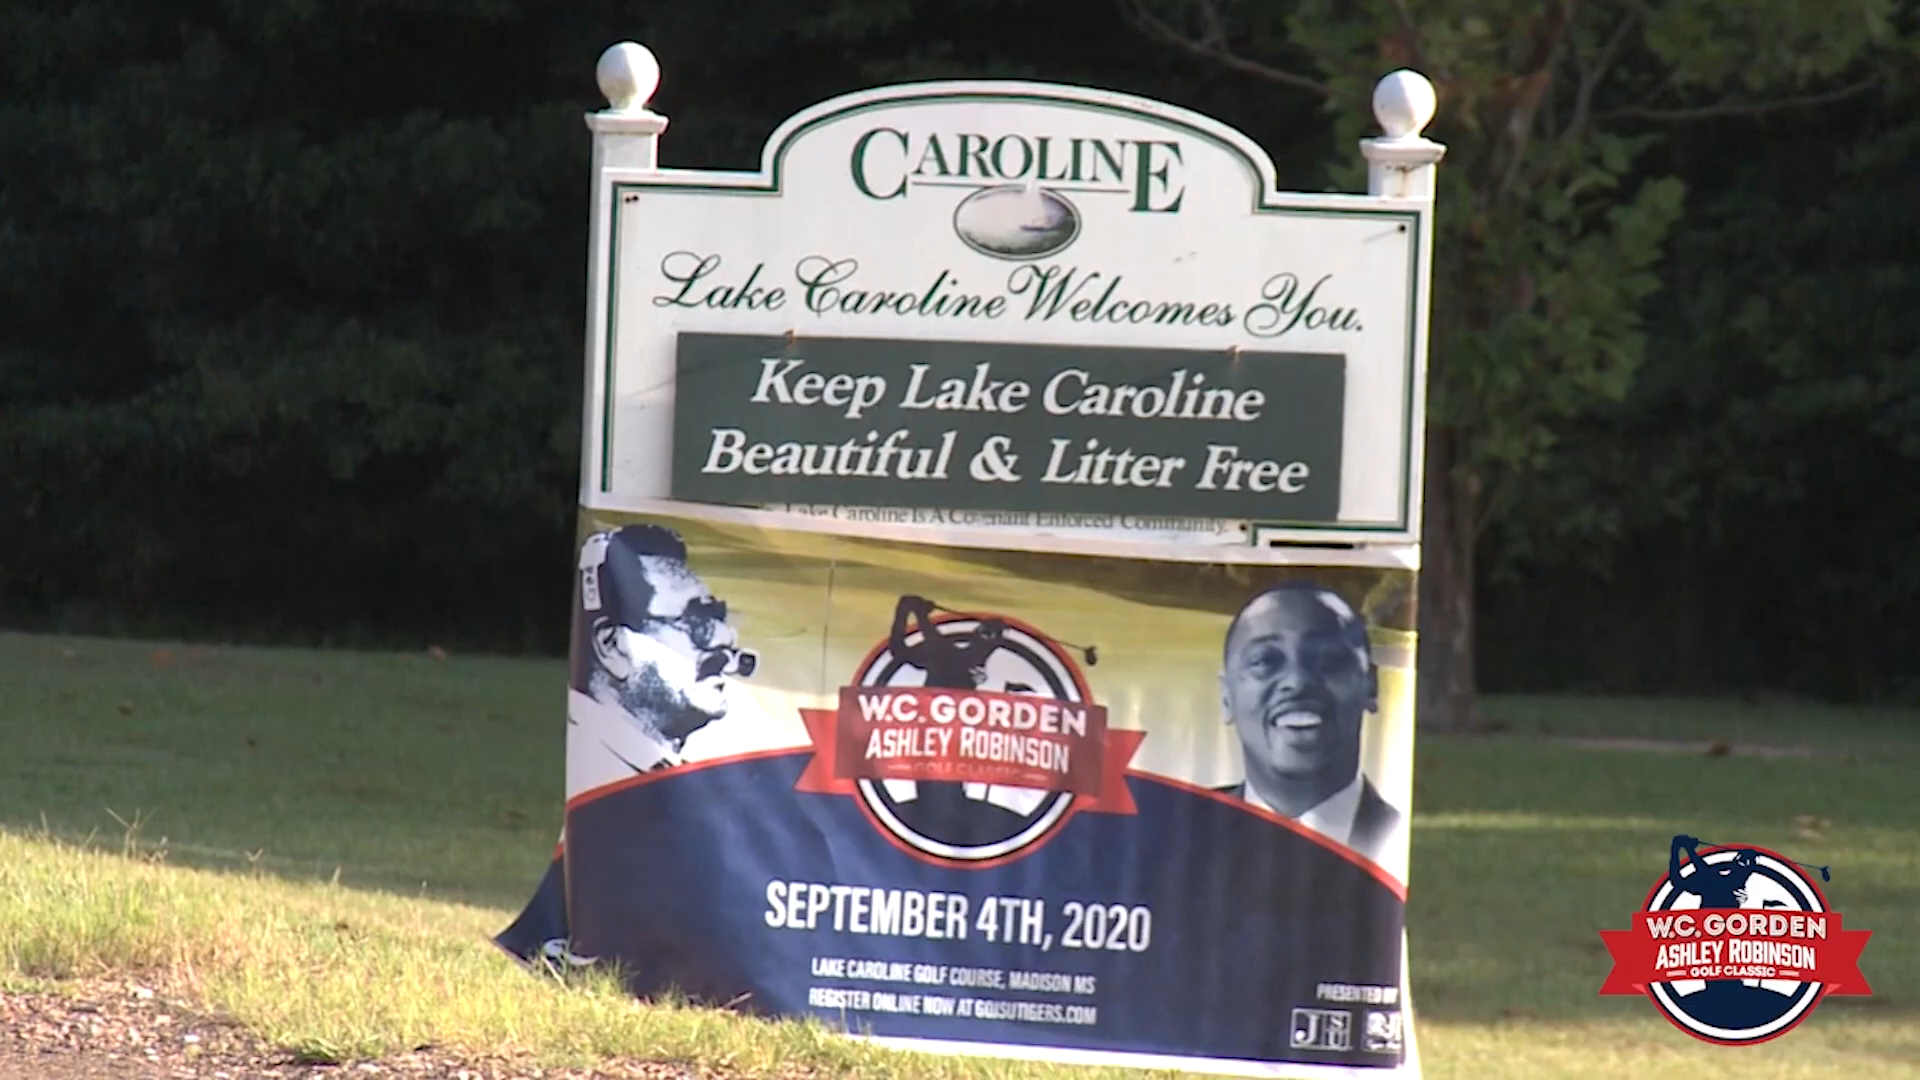 CAROLINE
Lake Caroline Welcomes You.
Keep Lake Caroline
Beautiful & Litter Free
Lake Caroline Is A Covenant Enforced Community.
W.C. GORDEN
ASHLEY ROBINSON
GOLF CLASSIC
SEPTEMBER 4TH, 2020
LAKE CAROLINE GOLF COURSE, MADISON MS
REGISTER ONLINE NOW AT GOJSUTIGERS.COM
PRESENTED BY
W.C. GORDEN
ASHLEY ROBINSON
GOLF CLASSIC